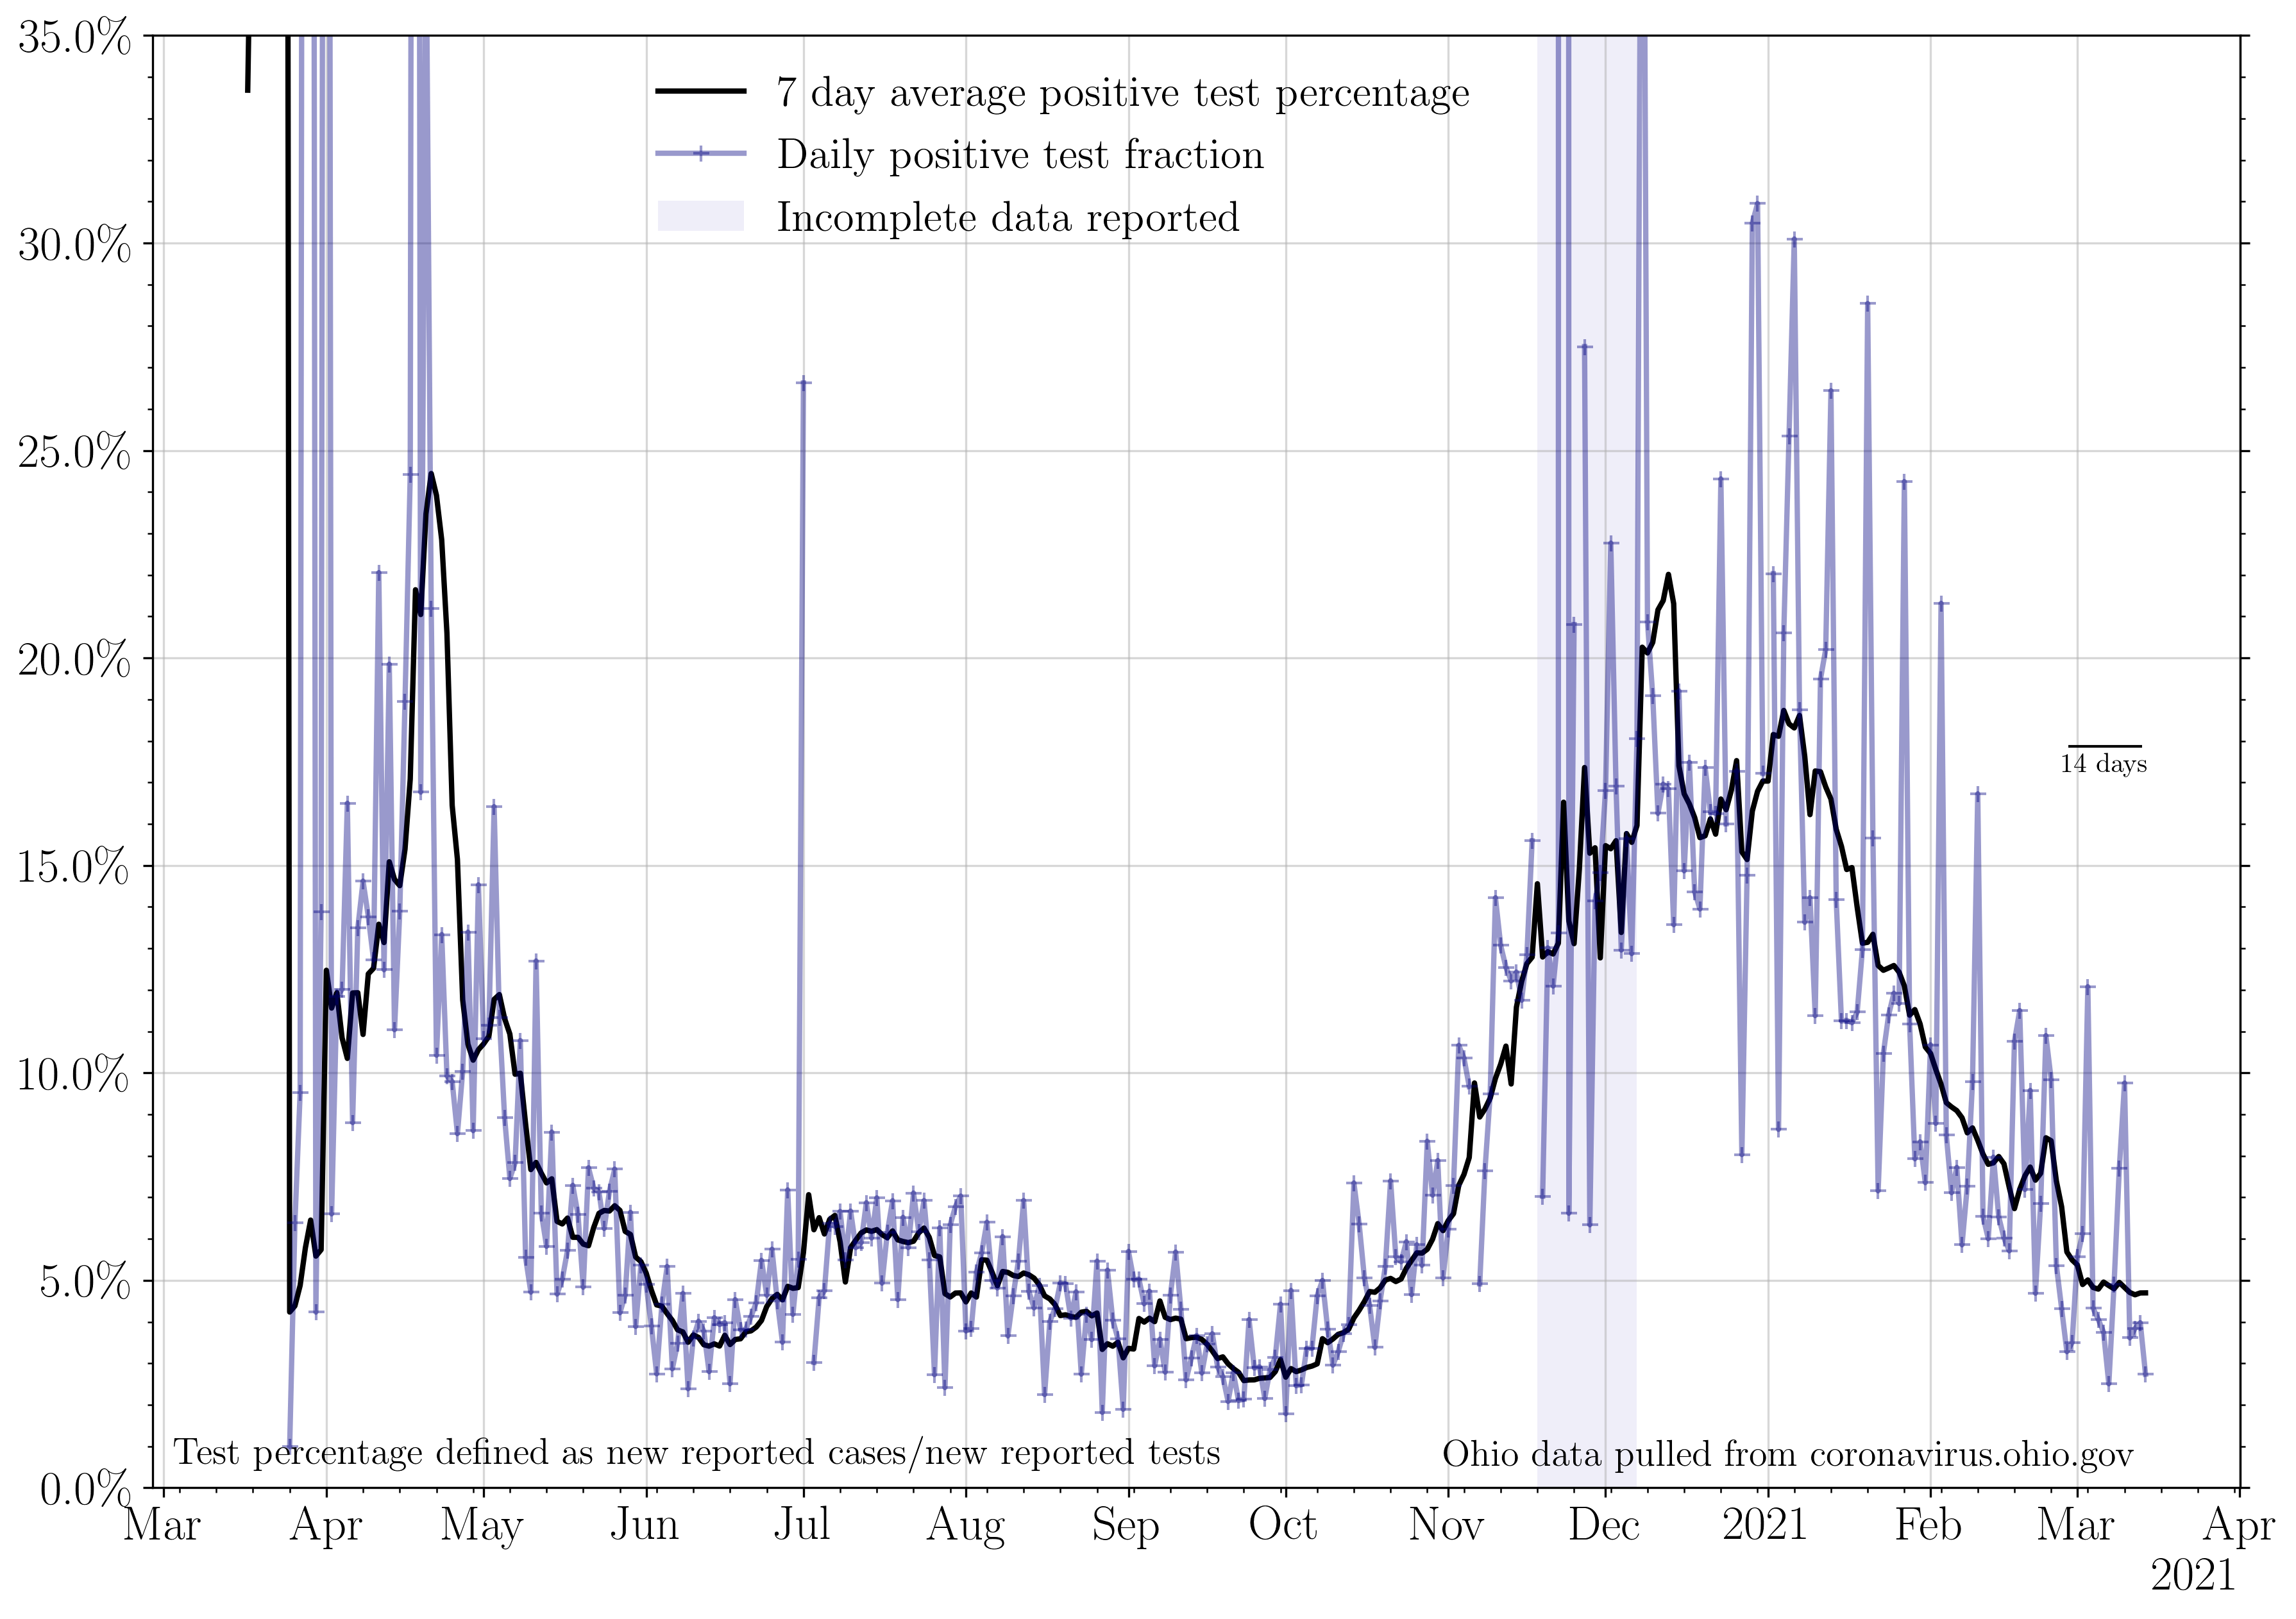 35.0%
30.0%
25.0%
20.0%
15.0%
10.0%
5.0%
0.0%
7 day average positive test percentage
Daily positive test fraction
Incomplete data reported
14 days
Test percentage defined as new reported cases/new reported tests
Ohio data pulled from coronavirus.ohio.gov
Mar Apr May Jun Jul Aug Sep Oct Nov Dec 2021 Feb Mar Apr
2021